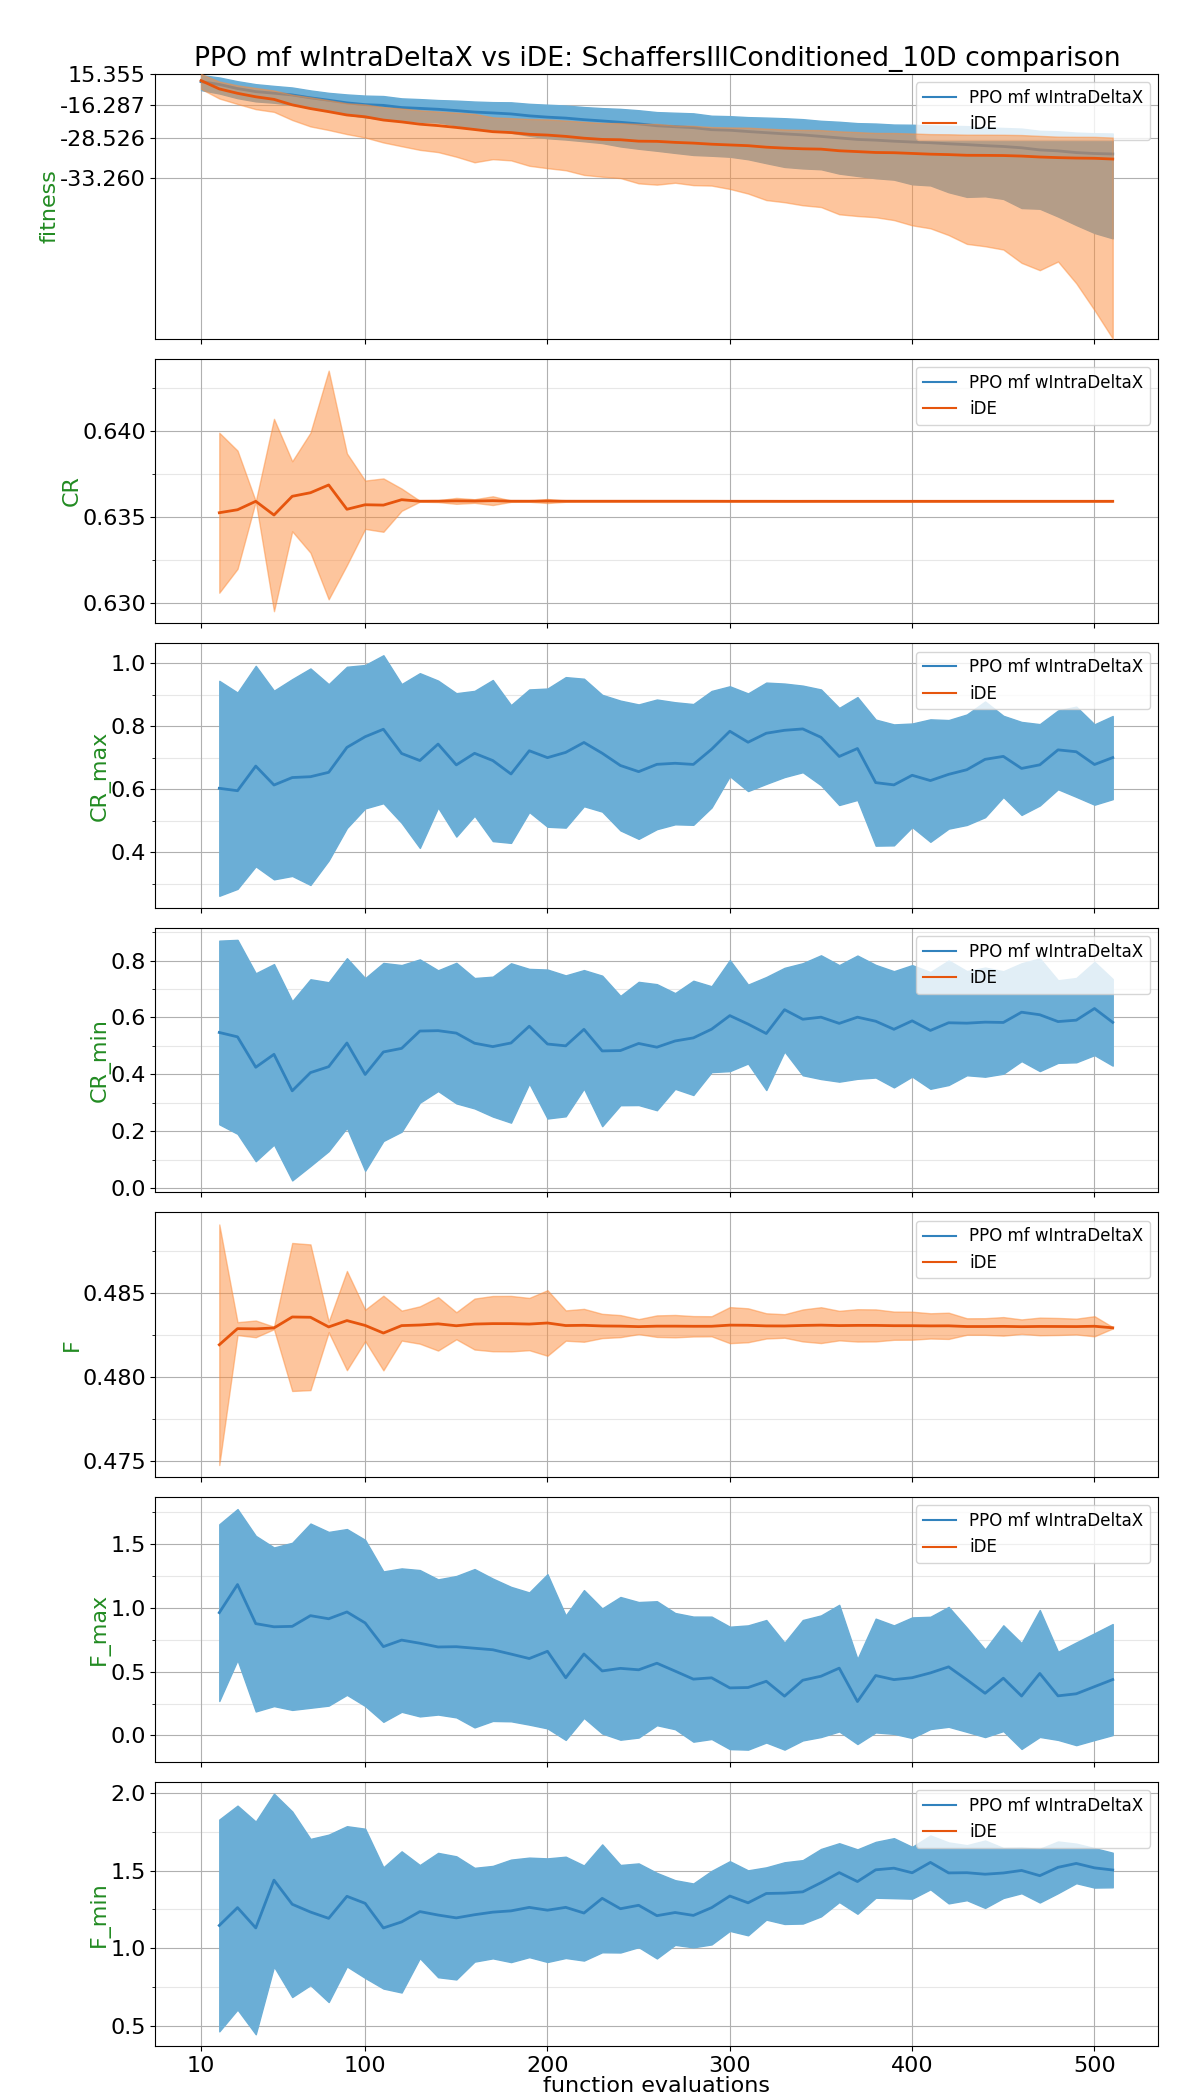 PPO mf wIntraDeltaX vs iDE: SchaffersIllConditioned_10D comparison
15.355
-16.287
-28.526
-33.260
fitness
PPO mf wIntraDeltaX
iDE
0.640
0.635
0.630
CR
PPO mf wIntraDeltaX
iDE
1.0
0.8
0.6
0.4
CR_max
PPO mf wIntraDeltaX
iDE
0.8
0.6
0.4
0.2
0.0
CR_min
PPO mf wIntraDeltaX
iDE
0.485
0.480
0.475
F
PPO mf wIntraDeltaX
iDE
1.5
1.0
0.5
0.0
F_max
PPO mf wIntraDeltaX
iDE
2.0
1.5
1.0
0.5
F_min
PPO mf wIntraDeltaX
iDE
10 100 200 300 400 500
function evaluations